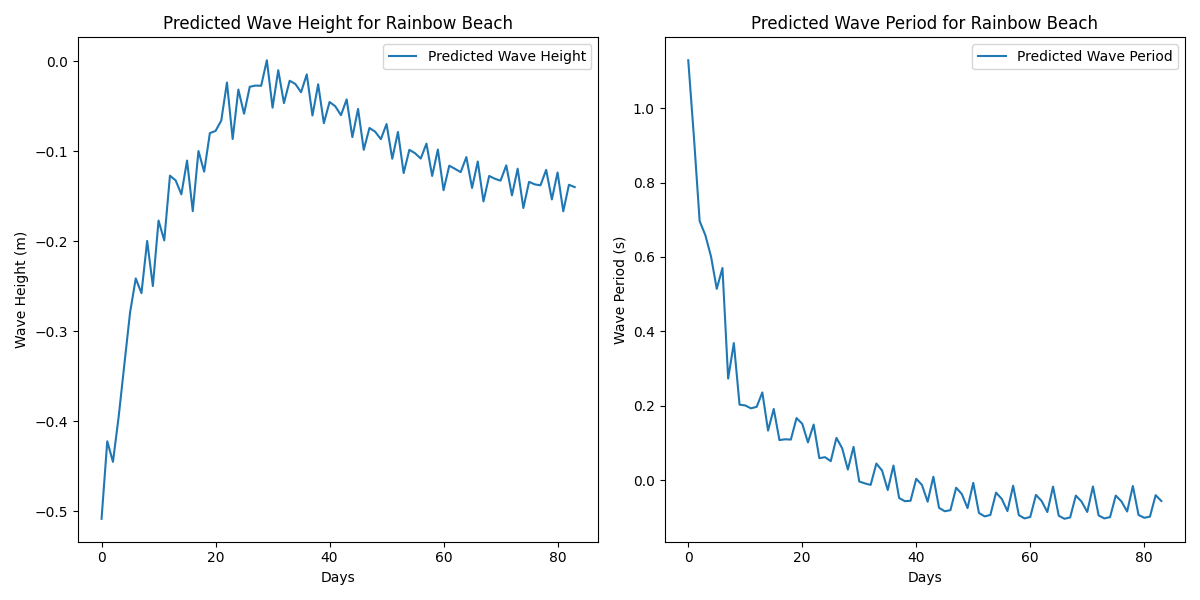 Predicted Wave Height for Rainbow Beach
Predicted Wave Height
0.0
−0.1
−0.2
−0.3
−0.4
−0.5
Wave Height (m)
0
20
40
60
80
Days
Predicted Wave Period for Rainbow Beach
Predicted Wave Period
1.0
0.8
0.6
0.4
0.2
0.0
Wave Period (s)
0
20
40
60
80
Days